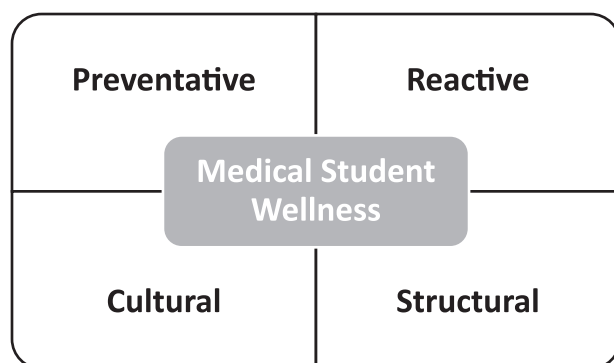 Preventative
Reactive
Medical Student
Wellness
Cultural
Structural